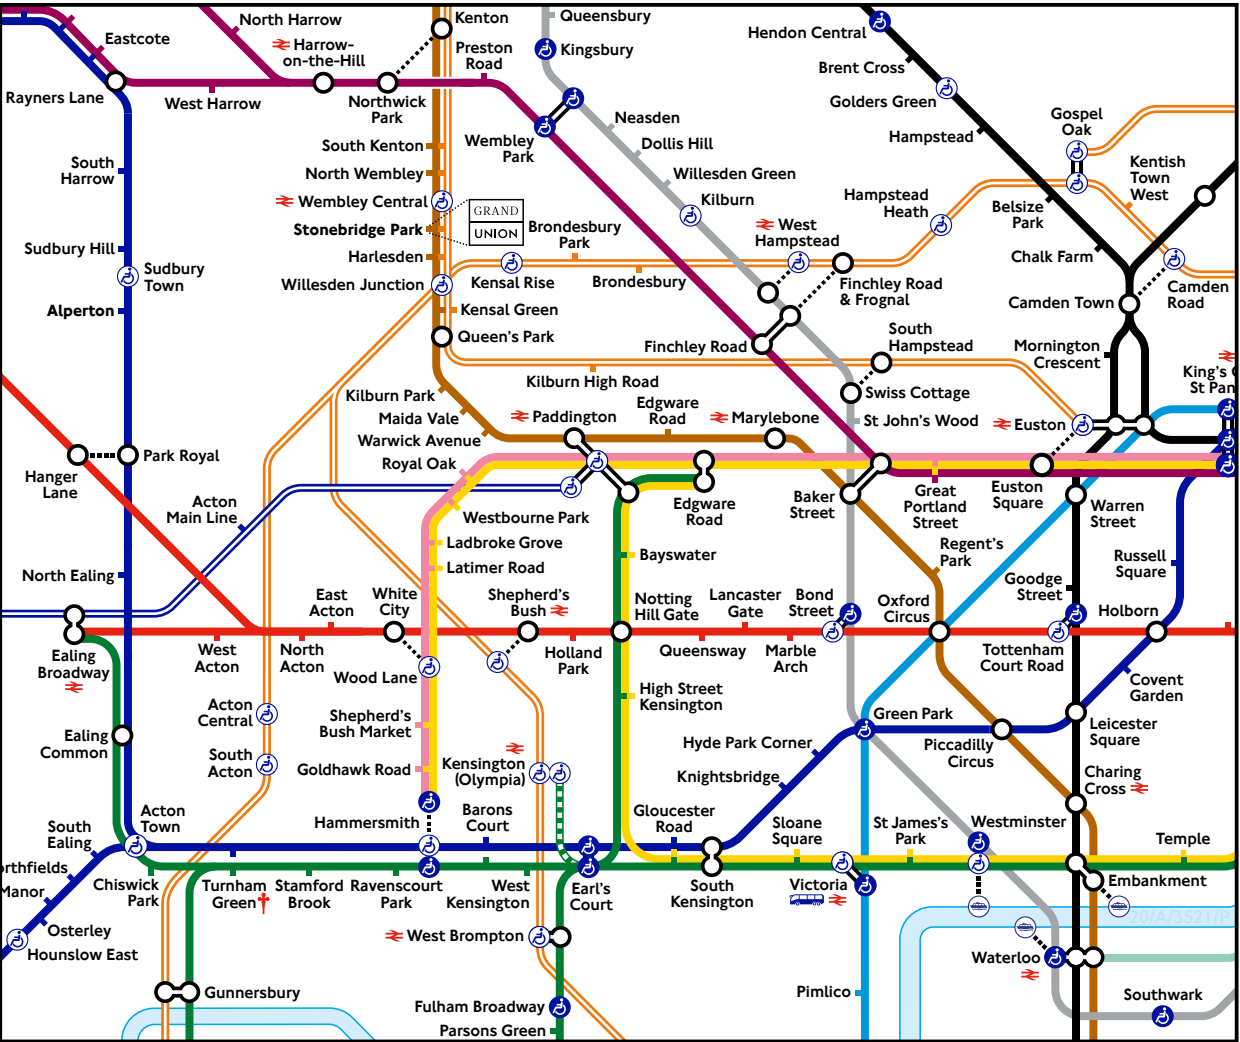 Eastcote
Rayners Lane
West Harrow
North Harrow
Harrow-
on-the-Hill
Northwick
Park
Kenton
Preston
Road
Queensbury
Kingsbury
Wembley
Park
Neasden
Dollis Hill
Willesden Green
Kilburn
West
Hampstead
Finchley Road
& Frognal
Hendon Central
Brent Cross
Golders Green
Hampstead
Belsize
Park
Chalk Farm
Camden Town
Gospel
Oak
Kentish
Town
West
Hampstead
Heath
Camden
Road
South
Harrow
Sudbury Hill
Sudbury
Town
Alperton
South Kenton
North Wembley
Wembley Central
Stonebridge Park
GRAND
UNION
Harlesden
Willesden Junction
Kensal Green
Queen's Park
Brondesbury
Park
Kensal Rise
Brondesbury
Finchley Road
South
Hampstead
Swiss Cottage
Mornington
Crescent
King's C
St Pan
Kilburn High Road
Kilburn Park
Maida Vale
Warwick Avenue
Royal Oak
Paddington
Edgware
Road
Marylebone
St John's Wood
Euston
Hanger
Lane
Park Royal
Acton
Main Line
Westbourne Park
Edgware
Road
Baker
Street
Great
Portland
Street
Euston
Square
Warren
Street
Ladbroke Grove
Latimer Road
Bayswater
Regent's
Park
Russell
Square
Goodge
Street
North Ealing
East
Acton
White
City
Shepherd's
Bush
Notting
Hill Gate
Lancaster
Gate
Bond
Street
Oxford
Circus
Holborn
Ealing
Broadway
West
Acton
North
Acton
Wood Lane
Holland
Park
Queensway
Marble
Arch
Tottenham
Court Road
Covent
Garden
Acton
Central
Shepherd's
Bush Market
High Street
Kensington
Green Park
Leicester
Square
Ealing
Common
South
Acton
Goldhawk Road
Kensington
(Olympia)
Hyde Park Corner
Knightsbridge
Piccadilly
Circus
Charing
Cross
South
Ealing
Acton
Town
Hammersmith
Barons
Court
Gloucester
Road
Sloane
Square
St James's
Park
Westminster
Temple
orthfields
Manor
Osterley
Hounslow East
Chiswick
Park
Turnham
Green
Stamford
Brook
Ravenscourt
Park
West
Kensington
Earl's
Court
South
Kensington
Victoria
Embankment
20/A/3521/P
West Brompton
Waterloo
Gunnersbury
Fulham Broadway
Parsons Green
Pimlico
Southwark